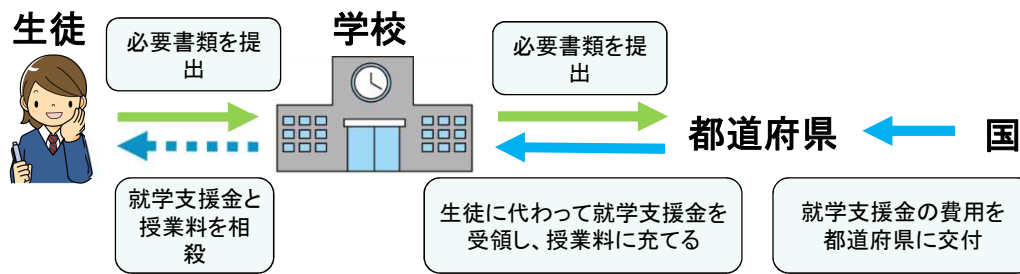 生徒
必要書類を提
出
学校
必要書類を提
出
都道府県
国
就学支援金と
授業料を相
殺
生徒に代わって就学支援金を
受領し、授業料に充てる
就学支援金の費用を
都道府県に交付